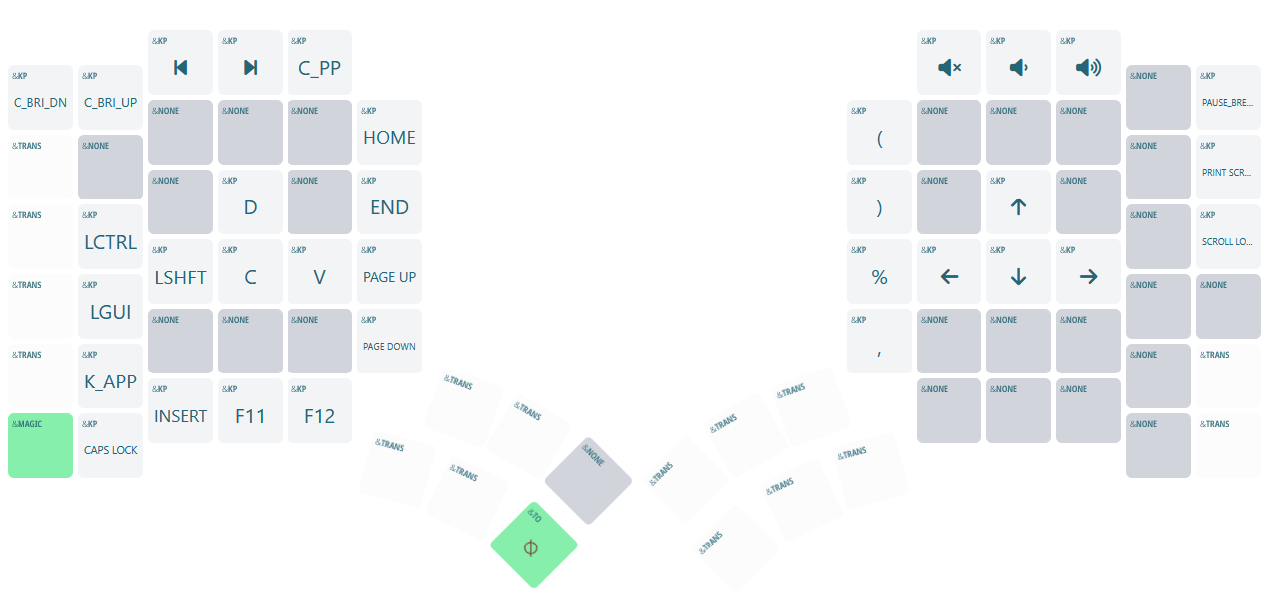 &KP &KP &KP &KP &KP &KP
C_PP
&KP &KP &NONE &KP
C_BRI_DN C_BRI_UP PAUSE_BRE...
&NONE &NONE &NONE &KP &KP &NONE &NONE &NONE
HOME (
&TRANS &NONE &NONE &KP
PRINT SCR...
&NONE &KP &NONE &KP &KP &NONE &KP &NONE
D END ) ↑
&TRANS &KP &NONE &KP
LCTRL SCROLL LO...
&KP &KP &KP &KP &KP &KP &KP &KP
LSHFT C V PAGE UP % ← ↓ →
&TRANS &KP &NONE &NONE
LGUI
&NONE &NONE &NONE &KP &KP &NONE &NONE &NONE
PAGE DOWN ,
&TRANS &KP &NONE &TRANS
K_APP
&KP &KP &KP &NONE &NONE &NONE
INSERT F11 F12
&MAGIC &KP &NONE &TRANS
CAPS LOCK
&TRANS &TRANS &TRANS &TRANS
&TRANS &TRANS &NONE &TRANS &TRANS &TRANS
&TO &TRANS
Φ